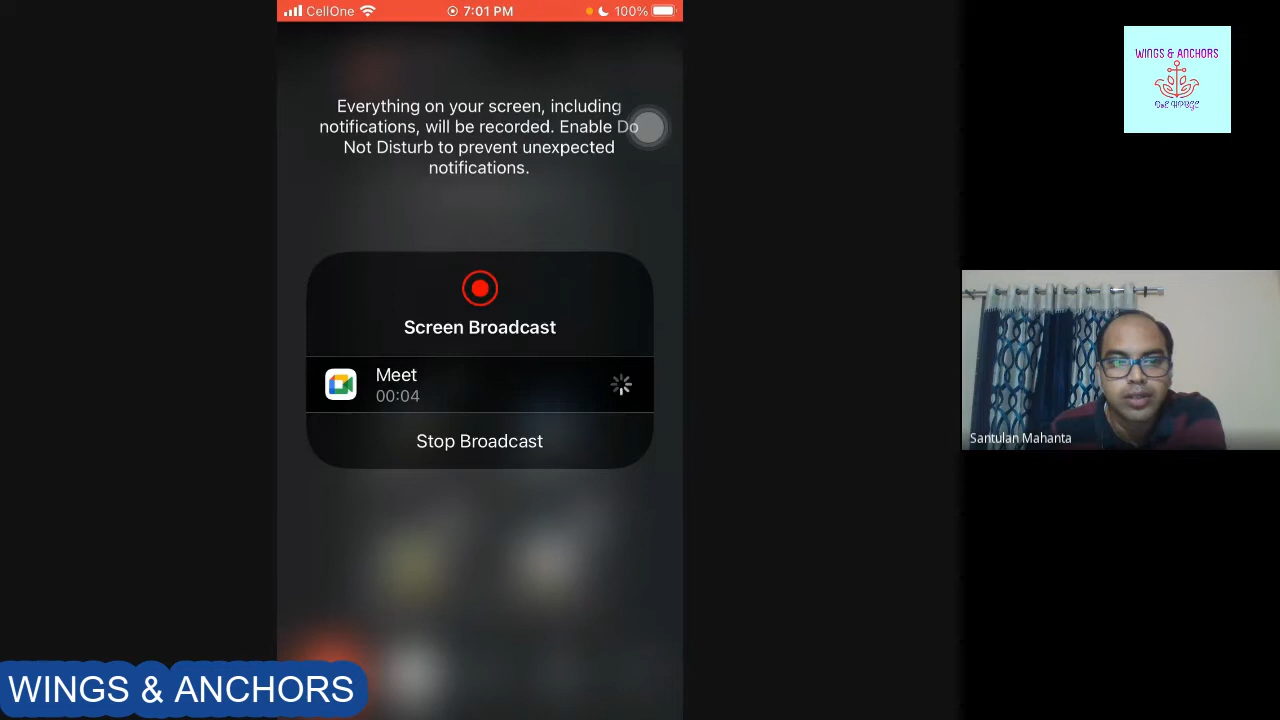 CellOne
7:01 PM
100%
Everything on your screen, including
notifications, will be recorded. Enable Do
Not Disturb to prevent unexpected
notifications.
Screen Broadcast
Meet
00:04
Stop Broadcast
WINGS & ANCHORS
Santulan Mahanta
WINGS & ANCHORS